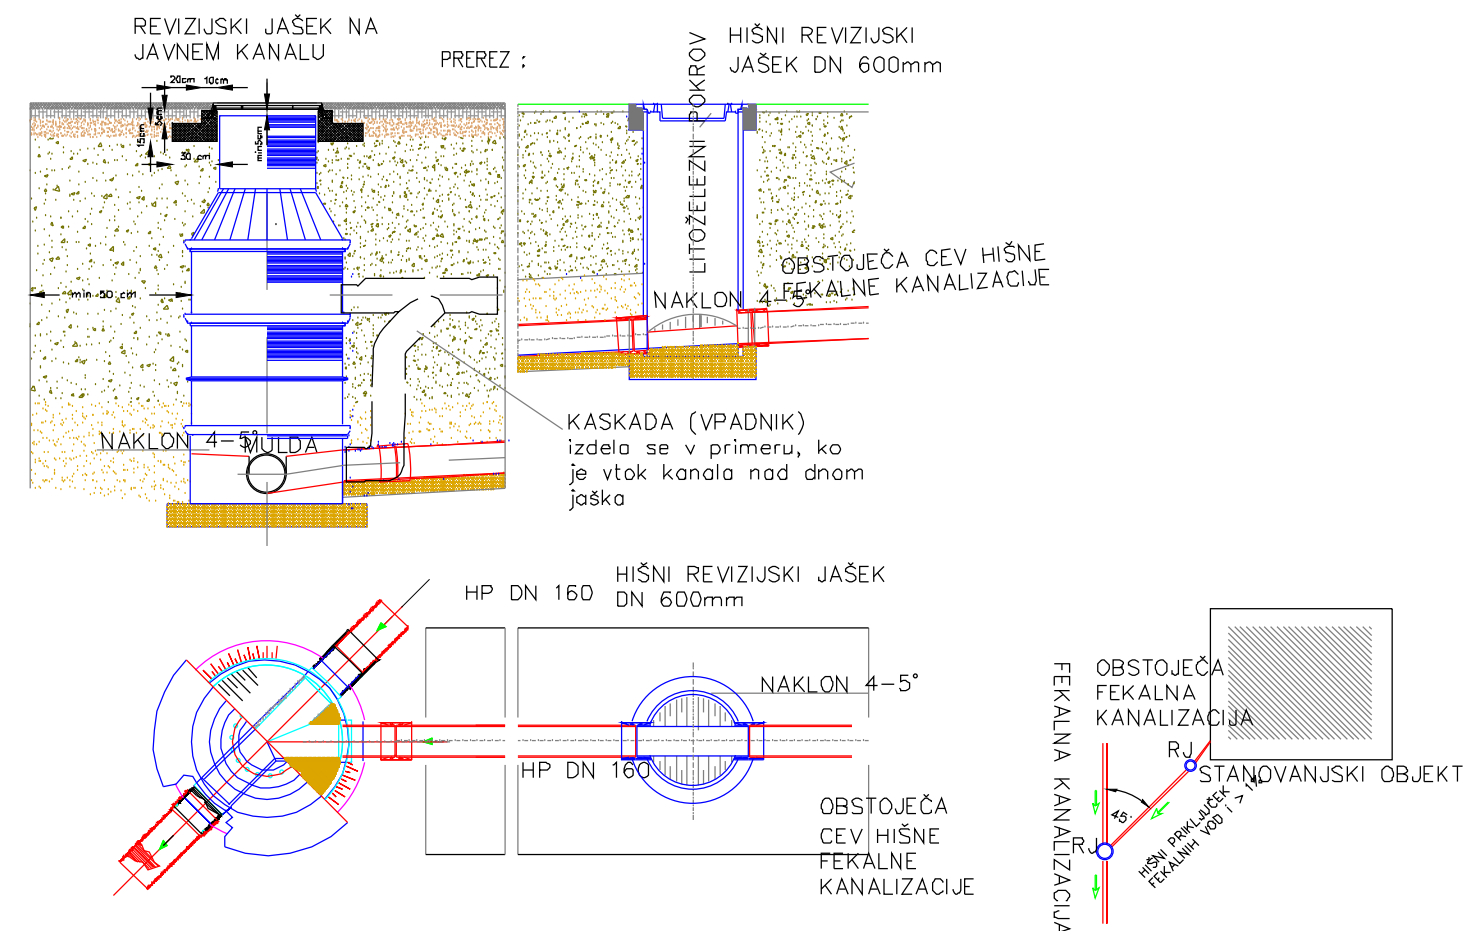 REVIZIJSKI JAŠEK NA
JAVNEM KANALU
PREREZ :
HIŠNI REVIZIJSKI
JAŠEK DN 600mm
LITOŽELEZNI POKROV
20cm 10cm
5cm
15cm
30 cm
min5cm
min 50 cm
OBSTOJEČA CEV HIŠNE
FEKALNE KANALIZACIJE
NAKLON 4-5°
KASKADA (VPADNIK)
izdela se v primeru, ko
je vtok kanala nad dnom
jaška
NAKLON 4-5°
MULDA
HP DN 160
HIŠNI REVIZIJSKI JAŠEK
DN 600mm
NAKLON 4-5°
HP DN 160
OBSTOJEČA
CEV HIŠNE
FEKALNE
KANALIZACIJE
FEKALNA KANALIZACIJA
OBSTOJEČA
FEKALNA
KANALIZACIJA
RJ
STANOVANJSKI OBJEKT
45°
RJ
HIŠNI PRIKLJUČEK
FEKALNIH VOD i > 1%